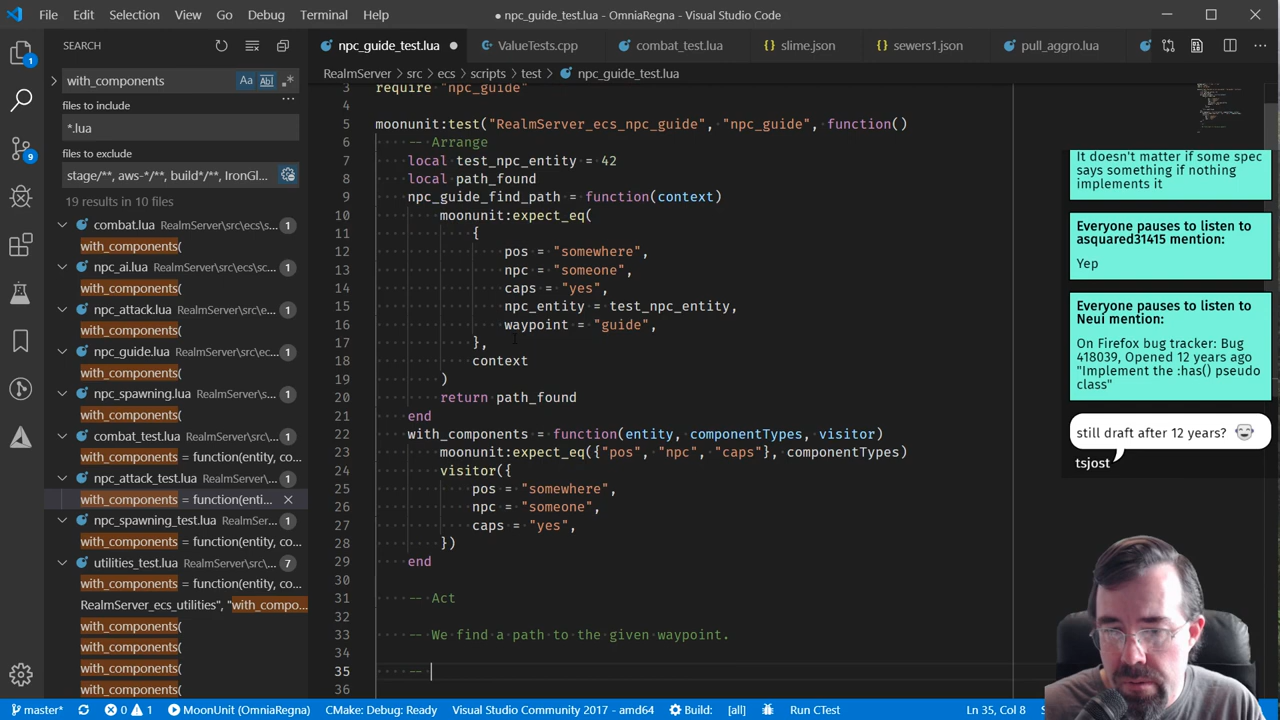 File Edit Selection View Go Debug Terminal Help
● npc_guide_test.lua - OmniaRegna - Visual Studio Code
SEARCH
npc_guide_test.lua
ValueTests.cpp
combat_test.lua
slime.json
sewers1.json
pull_aggro.lua
with_components
files to include
*.lua
files to exclude
stage/**, aws-*/**, build*/**, IronGl...
19 results in 10 files
combat.lua RealmServer\src\ecs\s... 1
with_components(
npc_ai.lua RealmServer\src\ecs\sc... 1
with_components(
npc_attack.lua RealmServer\src\ec... 1
with_components(
npc_guide.lua RealmServer\src\ecs... 1
with_components(
npc_spawning.lua RealmServer\src\... 1
with_components(
combat_test.lua RealmServer\src\e... 1
with_components = function(entity, co...
npc_attack_test.lua RealmServer\src... 1
with_components = function(enti...
npc_spawning_test.lua RealmSer... 1
with_components = function(entity, co...
utilities_test.lua RealmServer\src\... 7
with_components = function(entity, co...
RealmServer_ecs_utilities", "with_compo...
with_components(
with_components(
with_components(
with_components(
RealmServer > src > ecs > scripts > test > npc_guide_test.lua
3 require "npc_guide"
4
5 moonunit:test("RealmServer_ecs_npc_guide", "npc_guide", function()
6 -- Arrange
7 local test_npc_entity = 42
8 local path_found
9 npc_guide_find_path = function(context)
10 moonunit:expect_eq(
11 {
12 pos = "somewhere",
13 npc = "someone",
14 caps = "yes",
15 npc_entity = test_npc_entity,
16 waypoint = "guide",
17 },
18 context
19 )
20 return path_found
21 end
22 with_components = function(entity, componentTypes, visitor)
23 moonunit:expect_eq({"pos", "npc", "caps"}, componentTypes)
24 visitor({
25 pos = "somewhere",
26 npc = "someone",
27 caps = "yes",
28 })
29 end
30
31 -- Act
32
33 -- We find a path to the given waypoint.
34
35 --
36
It doesn't matter if some spec
says something if nothing
implements it
Everyone pauses to listen to
asquared31415 mention:
Yep
Everyone pauses to listen to
Neui mention:
On Firefox bug tracker: Bug
418039, Opened 12 years ago
"Implement the :has() pseudo
class"
still draft after 12 years?
tsjost
1
9
master* 0 1 MoonUnit (OmniaRegna) CMake: Debug: Ready Visual Studio Community 2017 - amd64 Build: [all] Run CTest Ln 35, Col 8